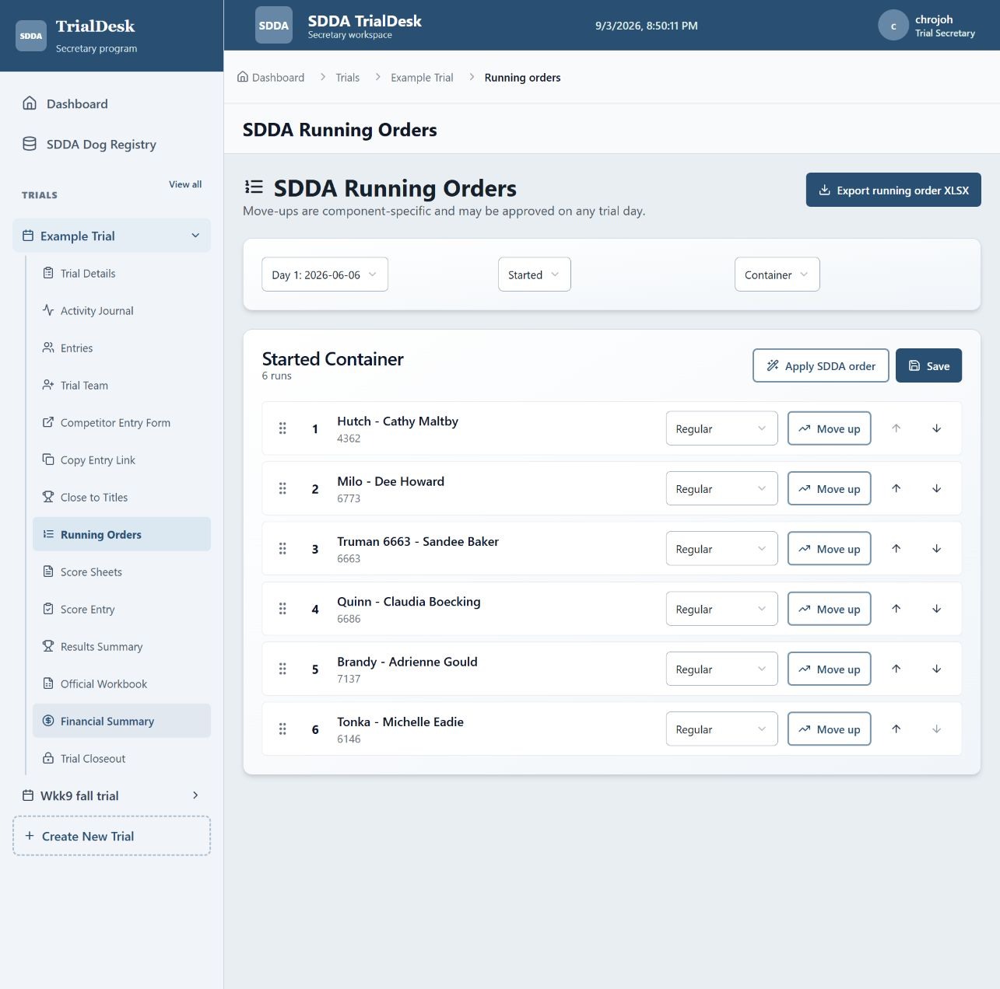 SDDA
TrialDesk
Secretary program
Dashboard
SDDA Dog Registry
TRIALS
View all
Example Trial
Trial Details
Activity Journal
Entries
Trial Team
Competitor Entry Form
Copy Entry Link
Close to Titles
Running Orders
Score Sheets
Score Entry
Results Summary
Official Workbook
Financial Summary
Trial Closeout
Wkk9 fall trial
+ Create New Trial
SDDA
SDDA TrialDesk
Secretary workspace
9/3/2026, 8:50:11 PM
c
chrojoh
Trial Secretary
Dashboard > Trials > Example Trial > Running orders
SDDA Running Orders
SDDA Running Orders
Move-ups are component-specific and may be approved on any trial day.
Export running order XLSX
Day 1: 2026-06-06
Started
Container
Started Container
6 runs
Apply SDDA order
Save
1 Hutch - Cathy Maltby Regular Move up
4362
2 Milo - Dee Howard Regular Move up
6773
3 Truman 6663 - Sandee Baker Regular Move up
6663
4 Quinn - Claudia Boecking Regular Move up
6686
5 Brandy - Adrienne Gould Regular Move up
7137
6 Tonka - Michelle Eadie Regular Move up
6146